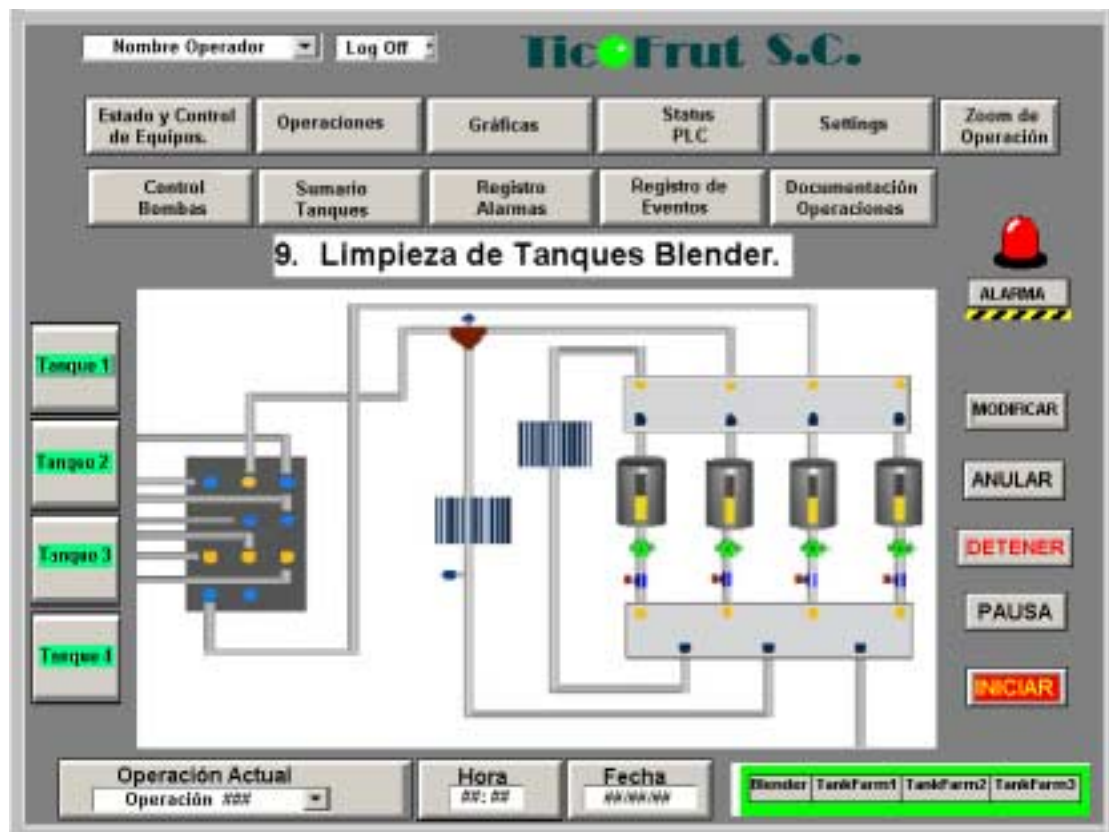 Nombre Operador
Log Off
TicoFrut S.C.
Estado y Control
de Equipos.
Operaciones
Gráficas
Status
PLC
Settings
Zoom de
Operación
Control
Bombas
Sumario
Tanques
Registro
Alarmas
Registro de
Eventos
Documentación
Operaciones
9. Limpieza de Tanques Blender.
ALARMA
Tanque 1
Tanque 2
Tanque 3
Tanque 4
MODIFICAR
ANULAR
DETENER
PAUSA
INICIAR
Operación Actual
Operación ###
Hora
##:##
Fecha
##/##/##
Blender TankFarm1 TankFarm2 TankFarm3